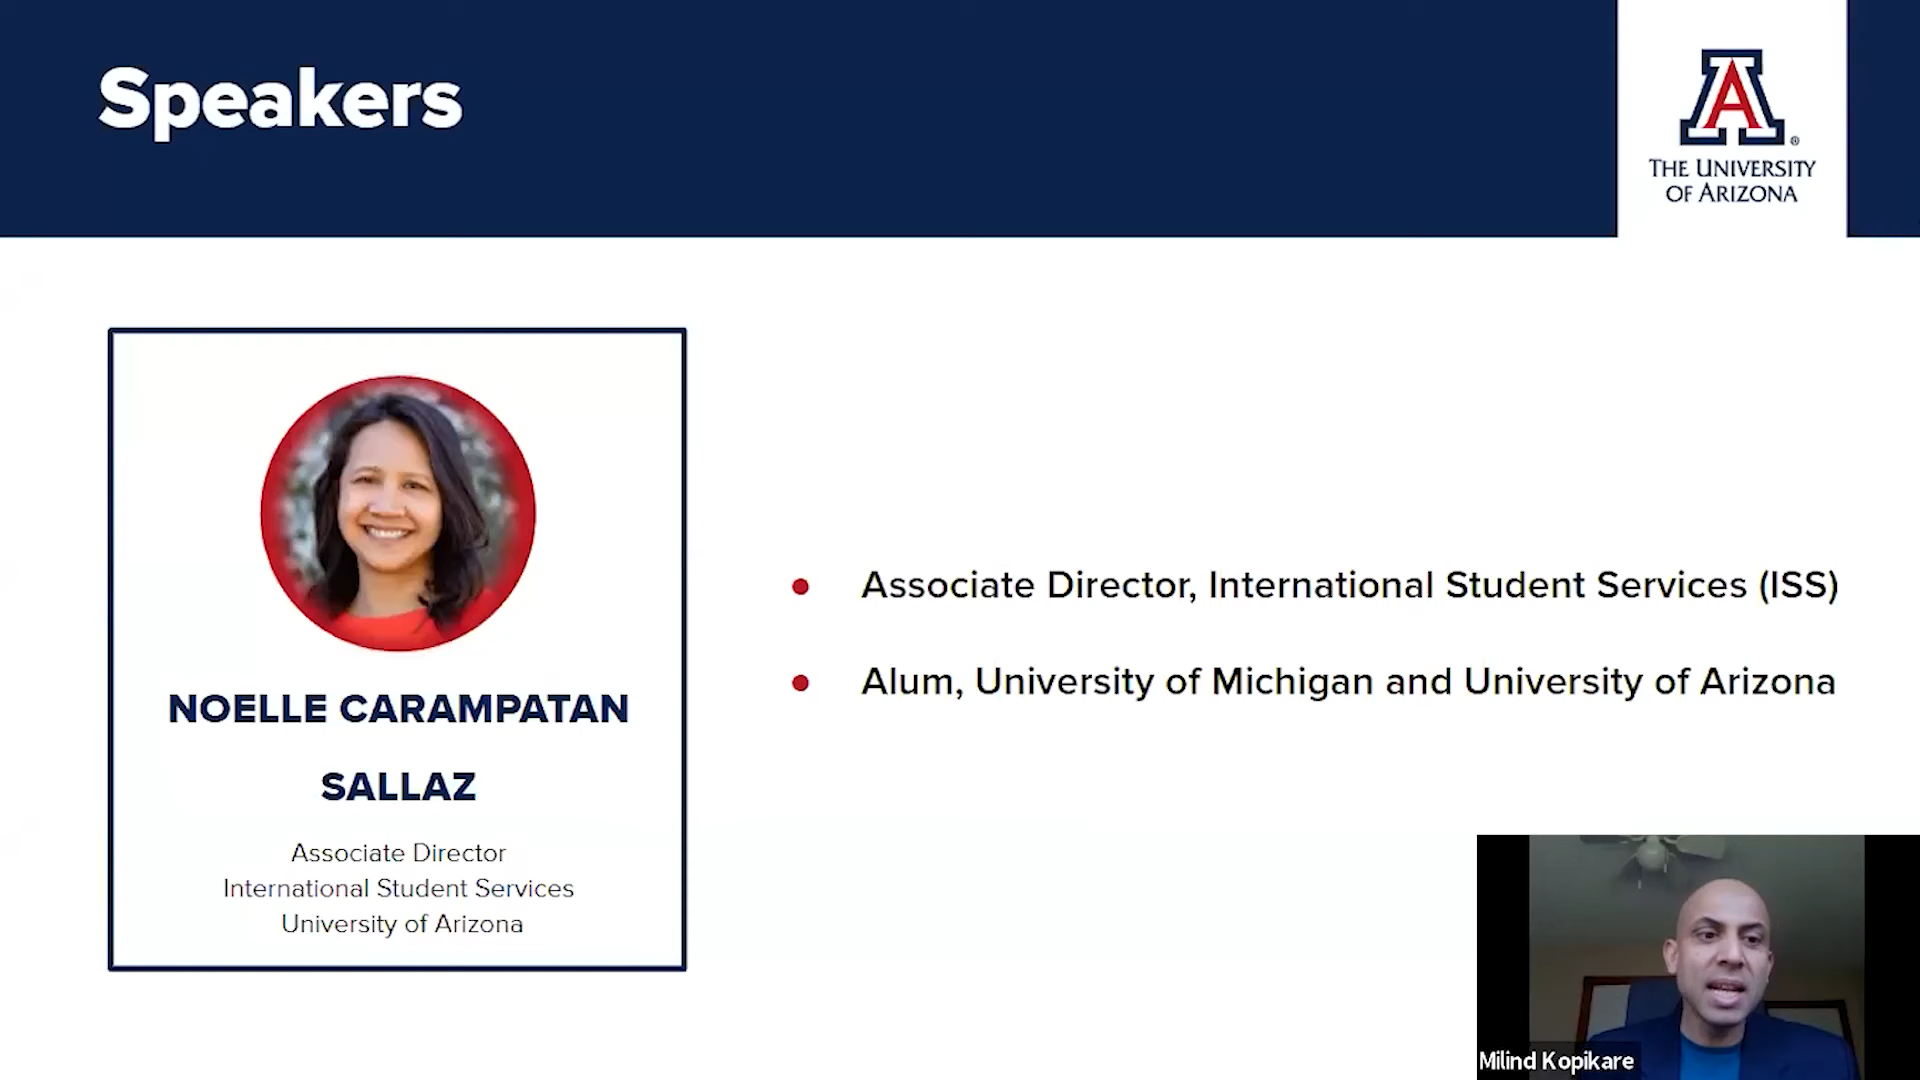 Speakers
A
®
THE UNIVERSITY
OF ARIZONA
NOELLE CARAMPATAN
SALLAZ
Associate Director
International Student Services
University of Arizona
● Associate Director, International Student Services (ISS)
● Alum, University of Michigan and University of Arizona
Milind Kopikare